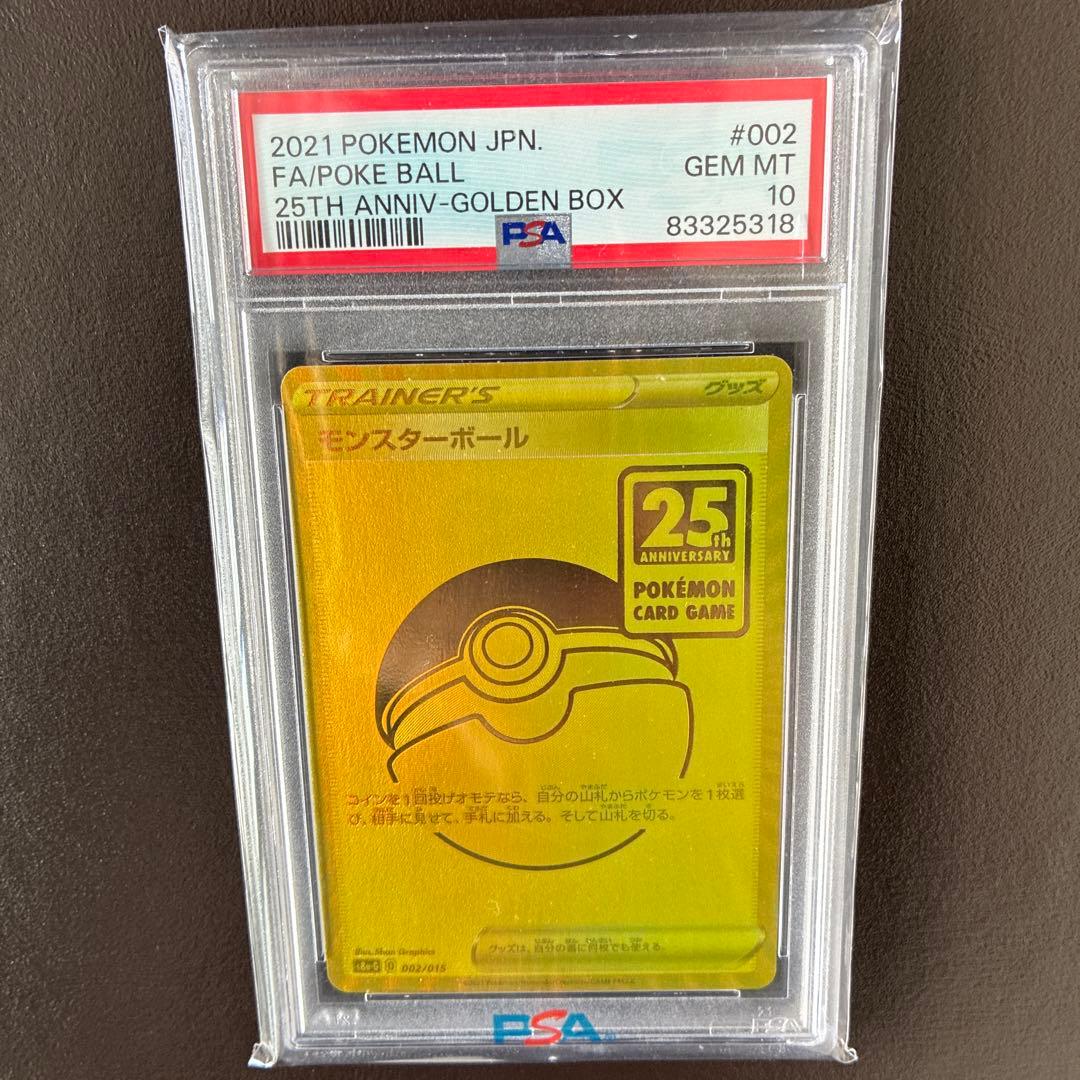 2021 POKEMON JPN.
#002
FA/POKE BALL
GEM MT
25TH ANNIV-GOLDEN BOX
10
PSA
83325318
TRAINER'S
グッズ
モンスターボール
25th
ANNIVERSARY
POKÉMON
CARD GAME
コインを1回投げオモテなら、自分の山札からポケモンを1枚選
び、相手に見せて、手札に加える。そして山札を切る。
グッズは、自分の番に何枚でも使える。
Illus. Shan Graphics
002/015
PSA